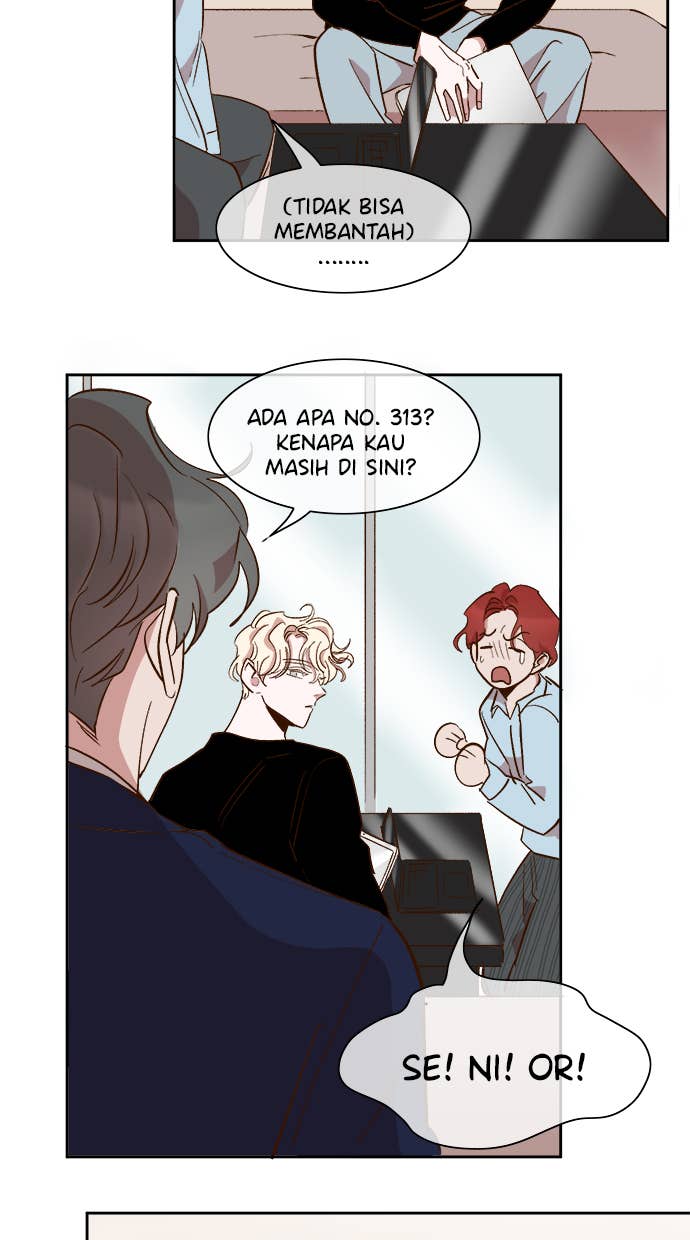 (TIDAK BISA
MEMBANTAH)
........
ADA APA NO. 313?
KENAPA KAU
MASIH DI SINI?
SE! NI! OR!